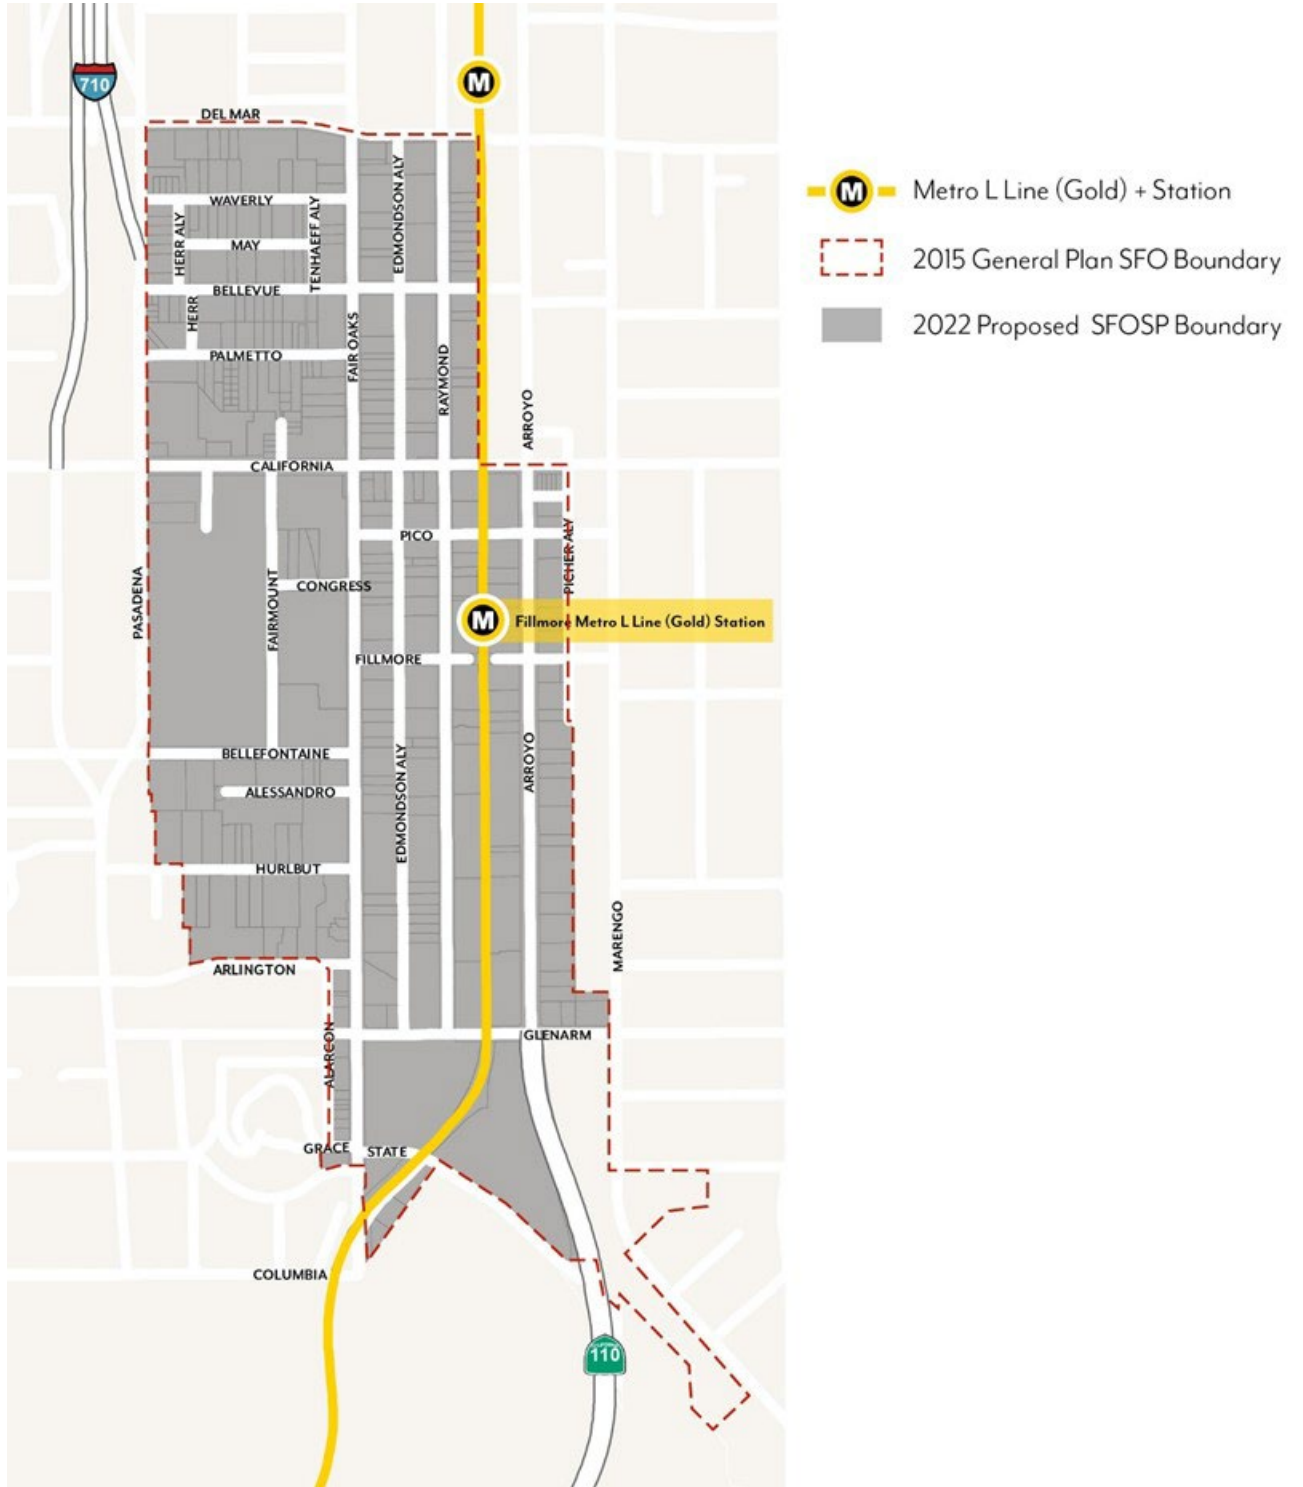 710
M
DEL MAR
WAVERLY
HERR ALY
MAY
TENHAEFF ALY
EDMONDSON ALY
BELLEVUE
HERR
PALMETTO
FAIR OAKS
RAYMOND
ARROYO
CALIFORNIA
PICO
PICHER ALY
PASADENA
FAIRMOUNT
CONGRESS
M
Fillmore Metro L Line (Gold) Station
FILLMORE
BELLEFONTAINE
ALESSANDRO
EDMONDSON ALY
ARROYO
HURLBUT
MARENGO
ARLINGTON
ALARCON
GLENARM
GRACE
STATE
COLUMBIA
CALIFORNIA
110
M
Metro L Line (Gold) + Station
2015 General Plan SFO Boundary
2022 Proposed SFOSP Boundary